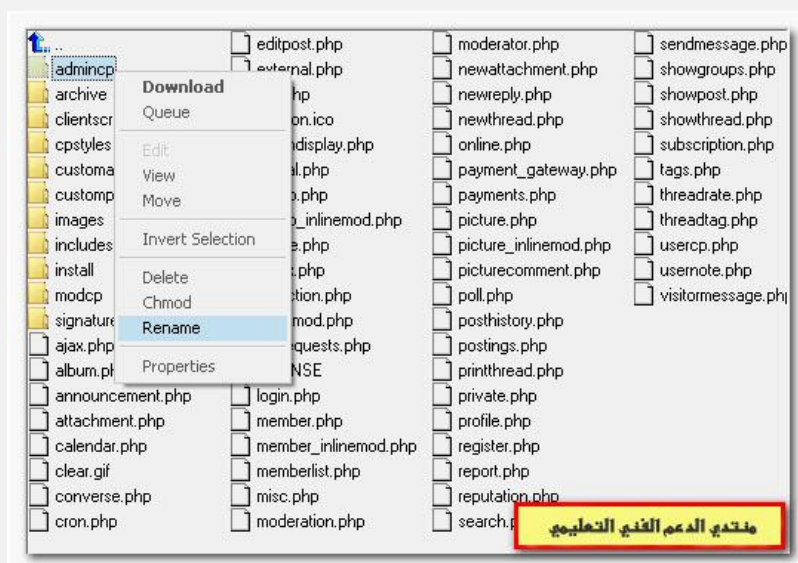 ..
admincp
archive
clientscr
cpstyles
customa
customp
images
includes
install
modcp
signature
ajax.php
album.ph
announcement.php
attachment.php
calendar.php
clear.gif
converse.php
cron.php
Download
Queue
Edit
View
Move
Invert Selection
Delete
Chmod
Rename
Properties
editpost.php
external.php
hp
on.ico
display.php
al.php
.php
_inlinemod.php
e.php
.php
tion.php
mod.php
equests.php
NSE
login.php
member.php
member_inlinemod.php
memberlist.php
misc.php
moderation.php
moderator.php
newattachment.php
newreply.php
newthread.php
online.php
payment_gateway.php
payments.php
picture.php
picture_inlinemod.php
picturecomment.php
poll.php
posthistory.php
postings.php
printthread.php
private.php
profile.php
register.php
report.php
reputation.php
search.p
sendmessage.php
showgroups.php
showpost.php
showthread.php
subscription.php
tags.php
threadrate.php
threadtag.php
usercp.php
usernote.php
visitormessage.ph
منتدي الدعم الفني التعليمي